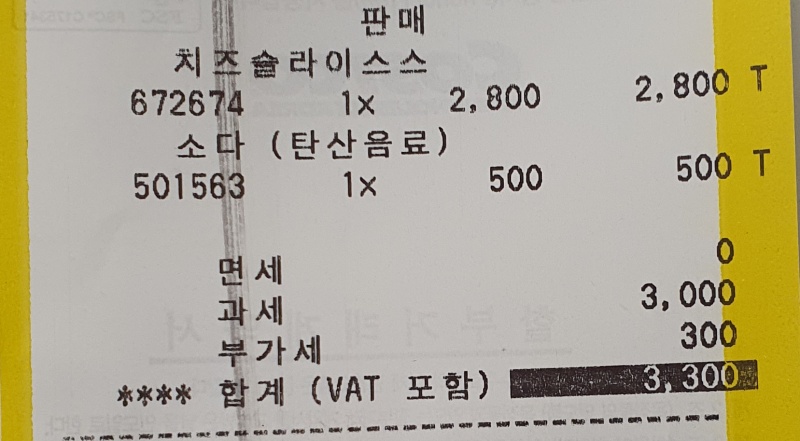 판매
치즈슬라이스스
672674 1x 2,800 2,800 T
소다 (탄산음료)
501563 1x 500 500 T
면세 0
과세 3,000
부가세 300
**** 합계 (VAT 포함) 3,300